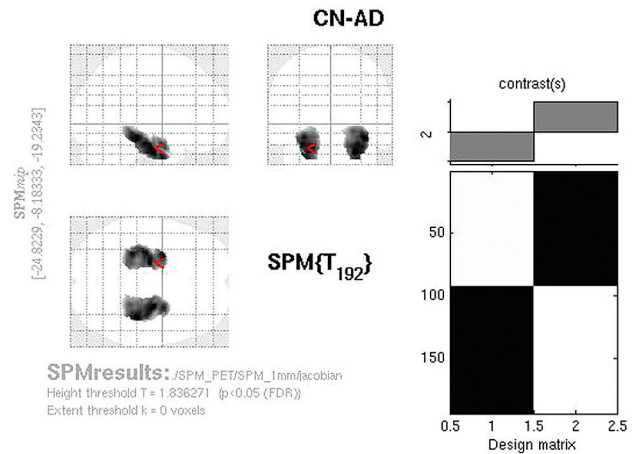 CN-AD
SPMmip
[-24.8229, -8.18333, -19.2343]
<
<
<
SPM{T192}
contrast(s)
2
50
100
150
0.5 1 1.5 2 2.5
Design matrix
SPMresults: ./SPM_PET/SPM_1mm/jacobian
Height threshold T = 1.836271 (p<0.05 (FDR))
Extent threshold k = 0 voxels